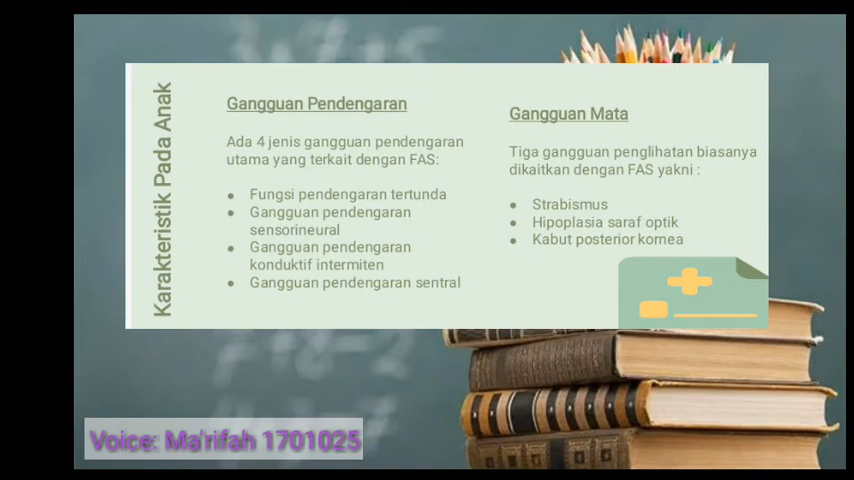 Karakteristik Pada Anak
Gangguan Pendengaran
Ada 4 jenis gangguan pendengaran
utama yang terkait dengan FAS:
● Fungsi pendengaran tertunda
● Gangguan pendengaran
sensorineural
● Gangguan pendengaran
konduktif intermiten
● Gangguan pendengaran sentral
Gangguan Mata
Tiga gangguan penglihatan biasanya
dikaitkan dengan FAS yakni :
● Strabismus
● Hipoplasia saraf optik
● Kabut posterior kornea
Voice: Ma'rifah 1701025